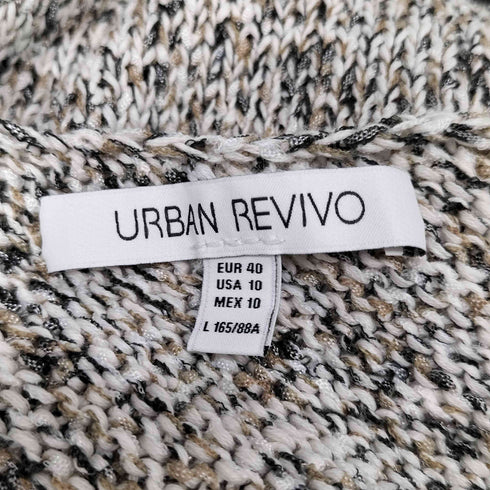 URBAN REVIVO
EUR 40
USA 10
MEX 10
L 165/88A